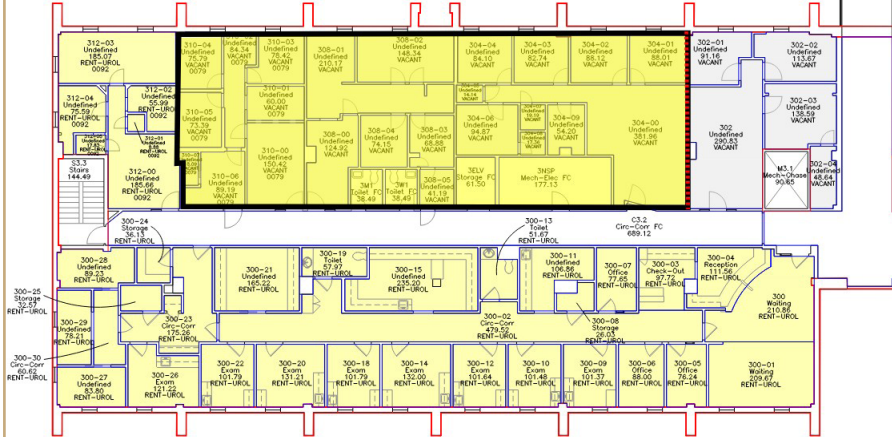 312-03
Undefined
185.07
RENT-UROL
0092
312-04
Undefined
75.59
RENT-UROL
0092
312-02
Undefined
55.99
RENT-UROL
0092
312-01
RENT-UROL
0092
312-00
Undefined
185.66
RENT-UROL
0092
S3.3
Stairs
144.49
310-04
Undefined
75.79
VACANT
0079
Undefined
84.34
VACANT
0079
310-03
Undefined
78.42
VACANT
0079
310-05
Undefined
73.39
VACANT
0079
310-01
Undefined
60.00
VACANT
0079
310-00
Undefined
150.42
VACANT
0079
310-06
Undefined
89.19
VACANT
0079
308-01
Undefined
210.17
VACANT
308-02
Undefined
148.34
VACANT
308-00
Undefined
124.92
VACANT
308-04
Undefined
74.15
VACANT
308-03
Undefined
68.88
VACANT
3M1
Toilet FC
38.49
3W1
Toilet FC
38.49
308-05
Undefined
41.19
VACANT
304-04
Undefined
84.10
VACANT
304-03
Undefined
82.74
VACANT
304-02
Undefined
88.12
VACANT
304-01
Undefined
88.01
VACANT
304-06
Undefined
94.87
VACANT
304-09
Undefined
54.20
VACANT
304-00
Undefined
381.96
VACANT
3ELV
Storage FC
61.50
3NSP
Mech-Elec FC
177.13
302-01
Undefined
91.16
VACANT
302-02
Undefined
113.67
VACANT
302-03
Undefined
138.59
VACANT
302
Undefined
290.83
VACANT
M3.1
Mech-Chase
90.65
302-04
Undefined
48.64
VACANT
C3.2
Circ-Corr FC
689.12
300-24
Storage
36.13
RENT-UROL
300-13
Toilet
51.67
RENT-UROL
300-28
Undefined
89.23
RENT-UROL
300-25
Storage
32.57
RENT-UROL
300-21
Undefined
165.22
RENT-UROL
300-19
Toilet
57.97
RENT-UROL
300-15
Undefined
235.20
RENT-UROL
300-11
Undefined
106.86
RENT-UROL
300-07
Office
77.65
RENT-UROL
300-03
Check-Out
97.72
RENT-UROL
300-04
Reception
111.56
RENT-UROL
300
Waiting
210.86
RENT-UROL
300-29
Undefined
78.21
RENT-UROL
300-23
Circ-Corr
175.26
RENT-UROL
300-02
Circ-Corr
479.52
RENT-UROL
300-08
Storage
26.03
RENT-UROL
300-30
Circ-Corr
60.62
RENT-UROL
300-27
Undefined
83.80
RENT-UROL
300-26
Exam
121.22
RENT-UROL
300-22
Exam
101.79
RENT-UROL
300-20
Exam
131.21
RENT-UROL
300-18
Exam
101.79
RENT-UROL
300-14
Exam
132.00
RENT-UROL
300-12
Exam
101.64
RENT-UROL
300-10
Exam
101.48
RENT-UROL
300-09
Exam
101.37
RENT-UROL
300-06
Office
88.00
RENT-UROL
300-05
Office
76.24
RENT-UROL
300-01
Waiting
209.67
RENT-UROL